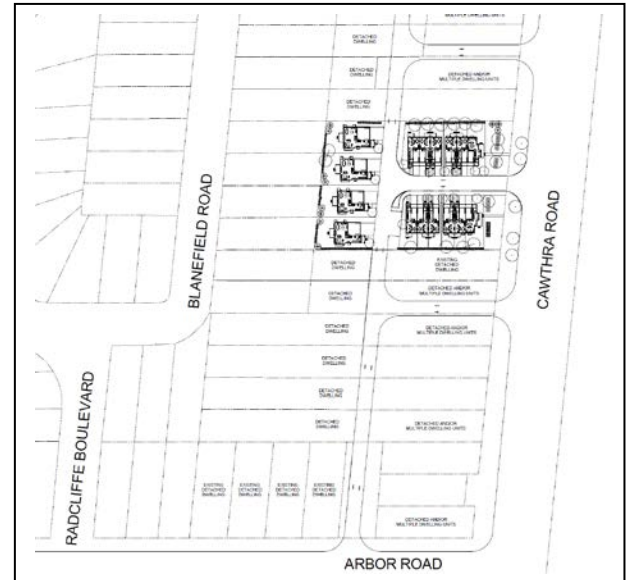 DETACHED
DWELLING
DETACHED
DWELLING
DETACHED AND/OR
MULTIPLE DWELLING UNITS
DETACHED
DWELLING
BLANEFIELD ROAD
CAWTHRA ROAD
DETACHED
DWELLING
EXISTING
DETACHED
DWELLING
DETACHED
DWELLING
DETACHED AND/OR
MULTIPLE DWELLING UNITS
DETACHED
DWELLING
DETACHED AND/OR
MULTIPLE DWELLING UNITS
DETACHED
DWELLING
DETACHED
DWELLING
DETACHED
DWELLING
DETACHED AND/OR
MULTIPLE DWELLING UNITS
RADCLIFFE BOULEVARD
EXISTING
DETACHED
DWELLING
EXISTING
DETACHED
DWELLING
EXISTING
DETACHED
DWELLING
EXISTING
DETACHED
DWELLING
DETACHED AND/OR
MULTIPLE DWELLING UNITS
ARBOR ROAD